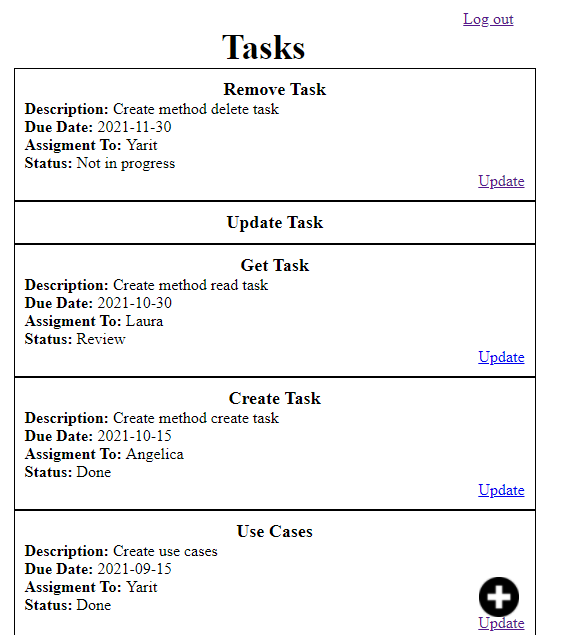 Log out
Tasks
Remove Task
Description: Create method delete task
Due Date: 2021-11-30
Assigment To: Yarit
Status: Not in progress
Update
Update Task
Get Task
Description: Create method read task
Due Date: 2021-10-30
Assigment To: Laura
Status: Review
Update
Create Task
Description: Create method create task
Due Date: 2021-10-15
Assigment To: Angelica
Status: Done
Update
Use Cases
Description: Create use cases
Due Date: 2021-09-15
Assigment To: Yarit
Status: Done
Update